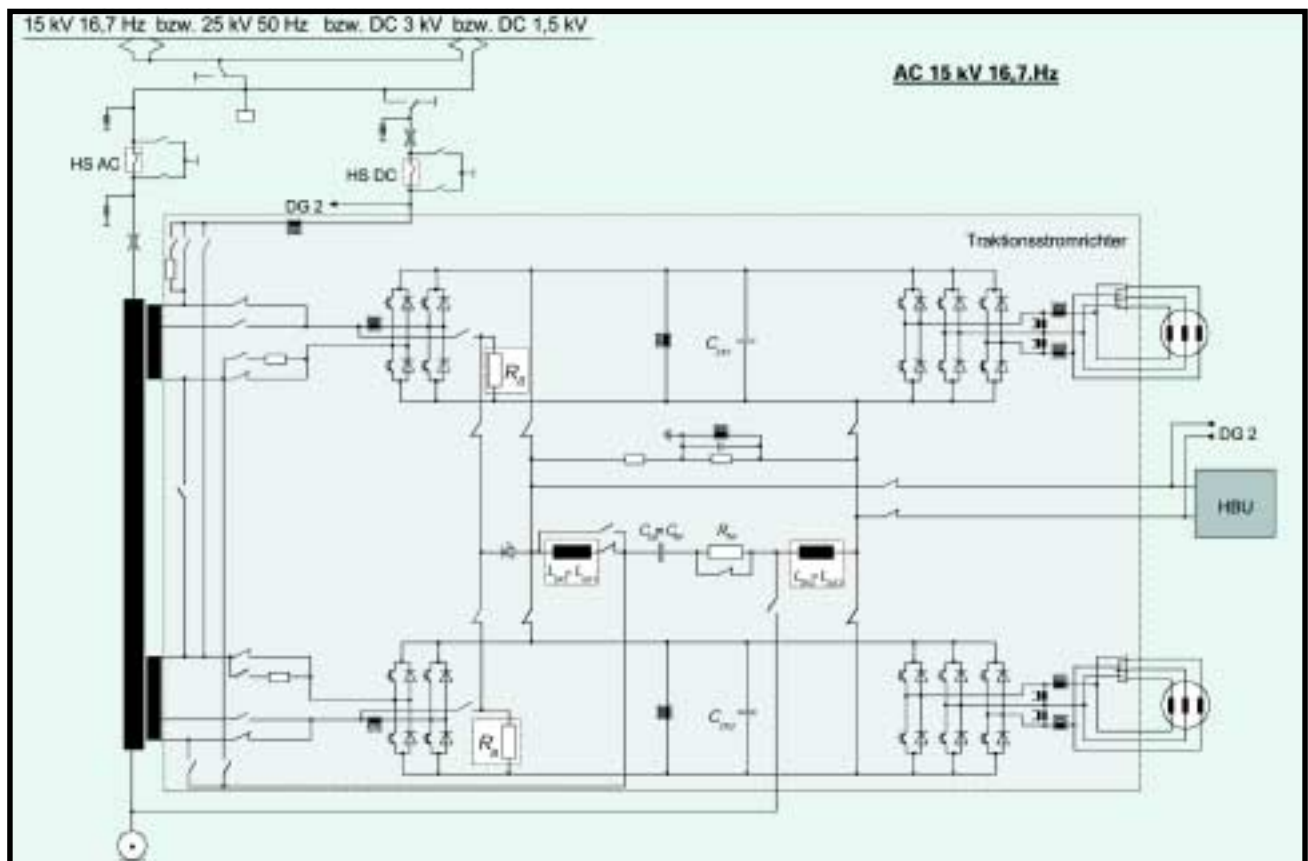 15 kV 16,7 Hz bzw. 25 kV 50 Hz bzw. DC 3 kV bzw. DC 1,5 kV
AC 15 kV 16,7.Hz
HS AC
HS DC
DG 2
Traktionsstromrichter
R
R
DG 2
HBU
C
R
C